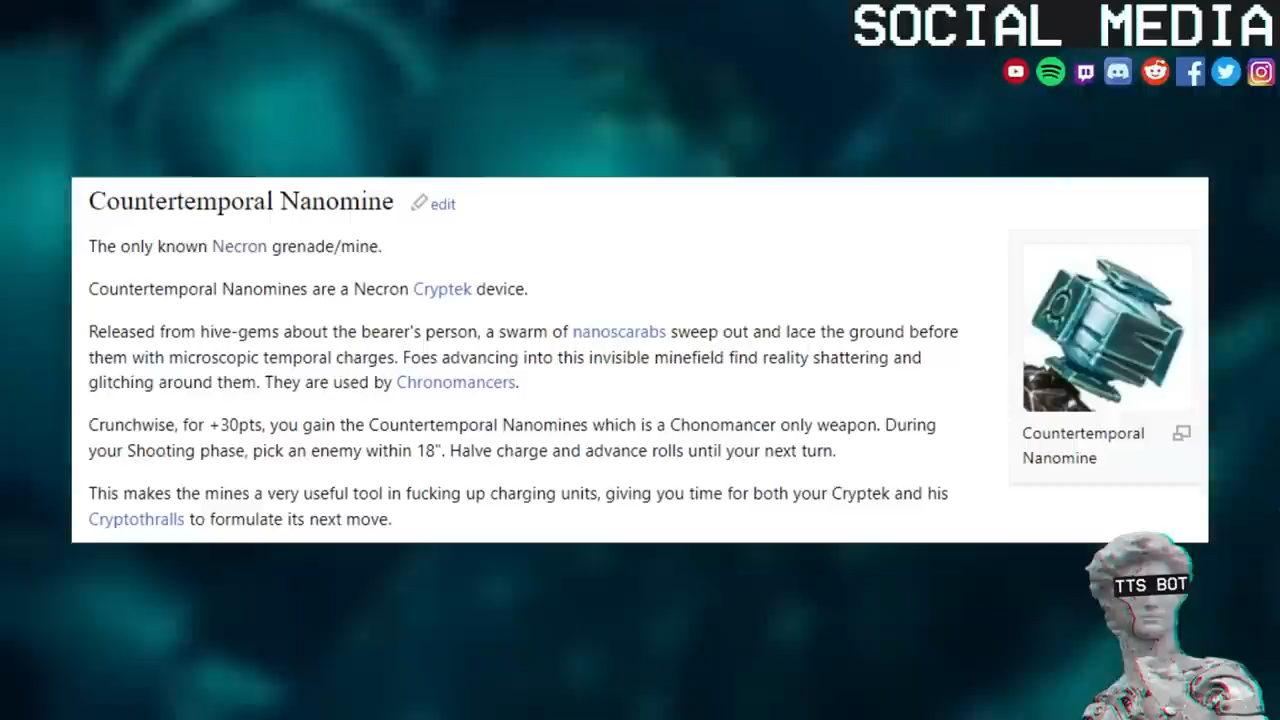 SOCIAL MEDIA
Countertemporal Nanomine edit
The only known Necron grenade/mine.
Countertemporal Nanomines are a Necron Cryptek device.
Released from hive-gems about the bearer's person, a swarm of nanoscarabs sweep out and lace the ground before
them with microscopic temporal charges. Foes advancing into this invisible minefield find reality shattering and
glitching around them. They are used by Chronomancers.
Crunchwise, for +30pts, you gain the Countertemporal Nanomines which is a Chonomancer only weapon. During
your Shooting phase, pick an enemy within 18". Halve charge and advance rolls until your next turn.
This makes the mines a very useful tool in fucking up charging units, giving you time for both your Cryptek and his
Cryptothralls to formulate its next move.
Countertemporal
Nanomine
TTS BOT